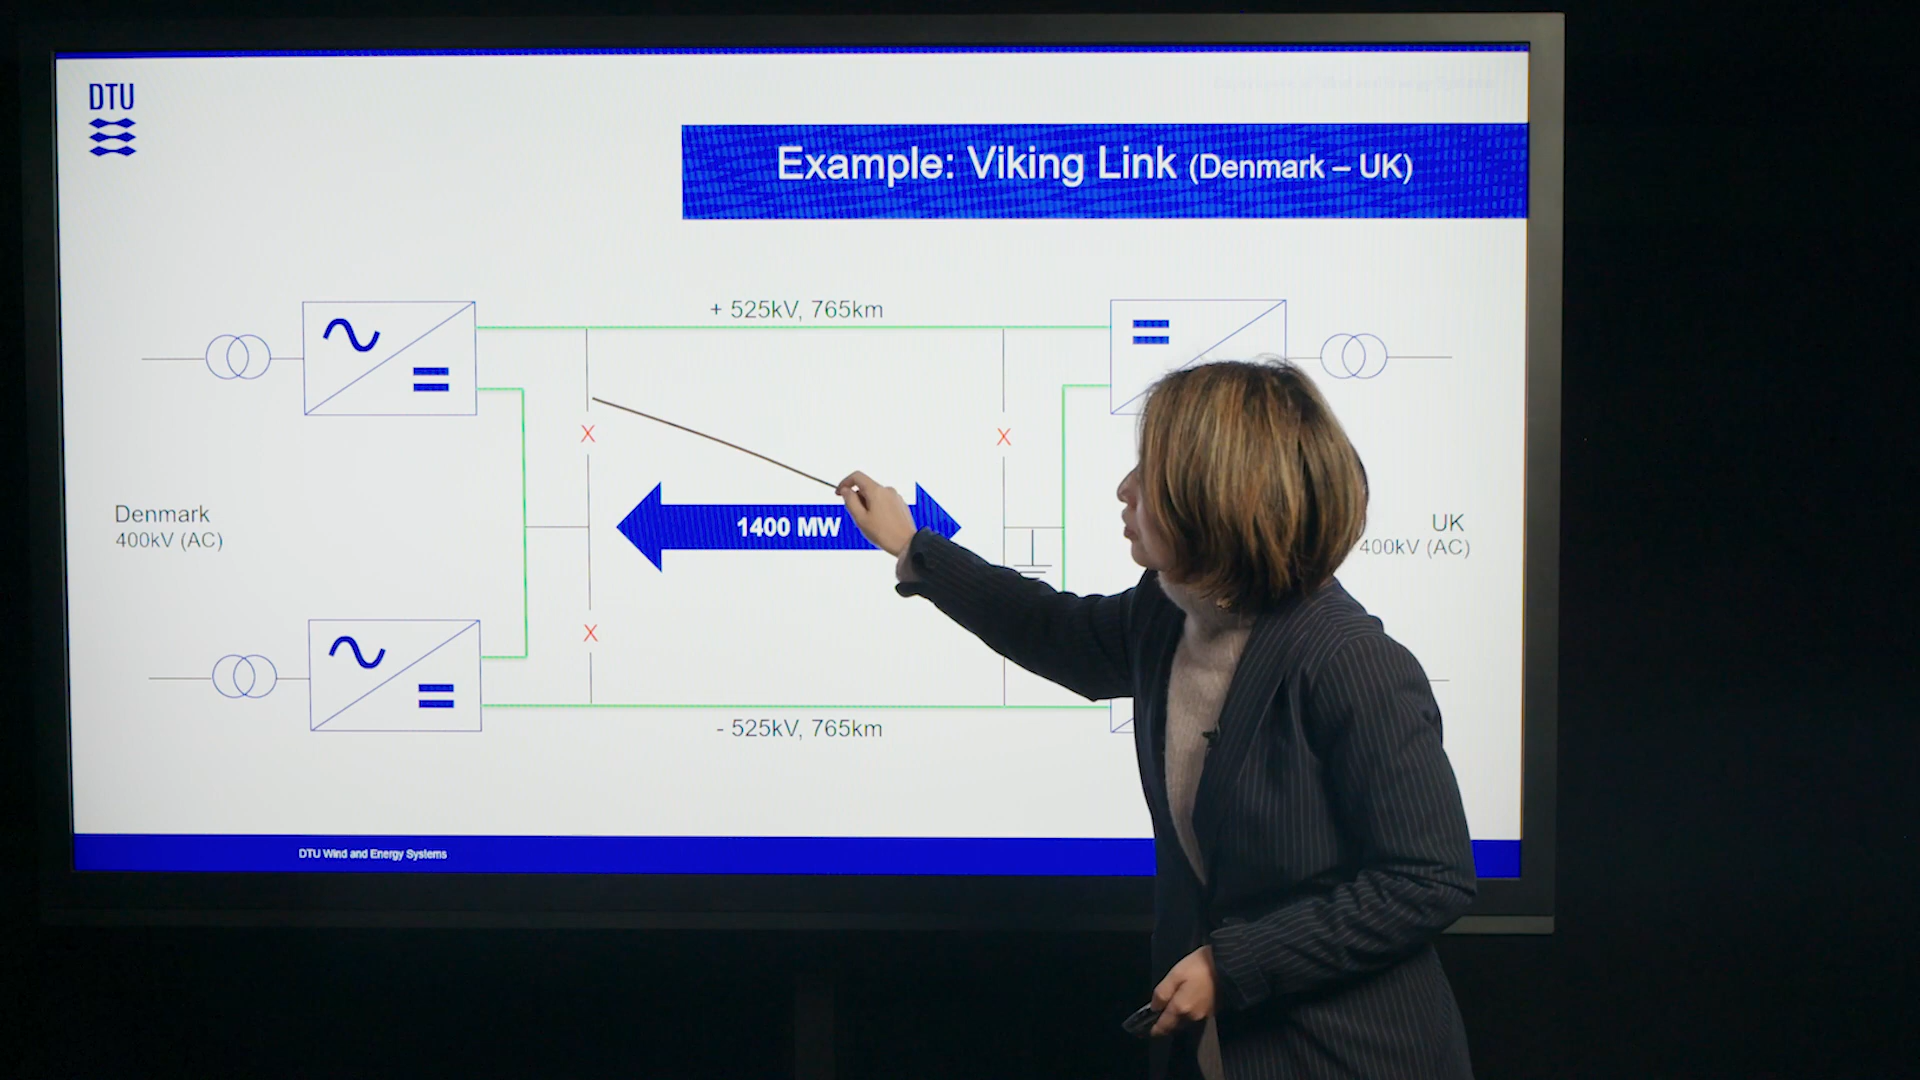 DTU
Example: Viking Link (Denmark – UK)
+ 525kV, 765km
X
X
Denmark
400kV (AC)
1400 MW
UK
400kV (AC)
X
- 525kV, 765km
DTU Wind and Energy Systems